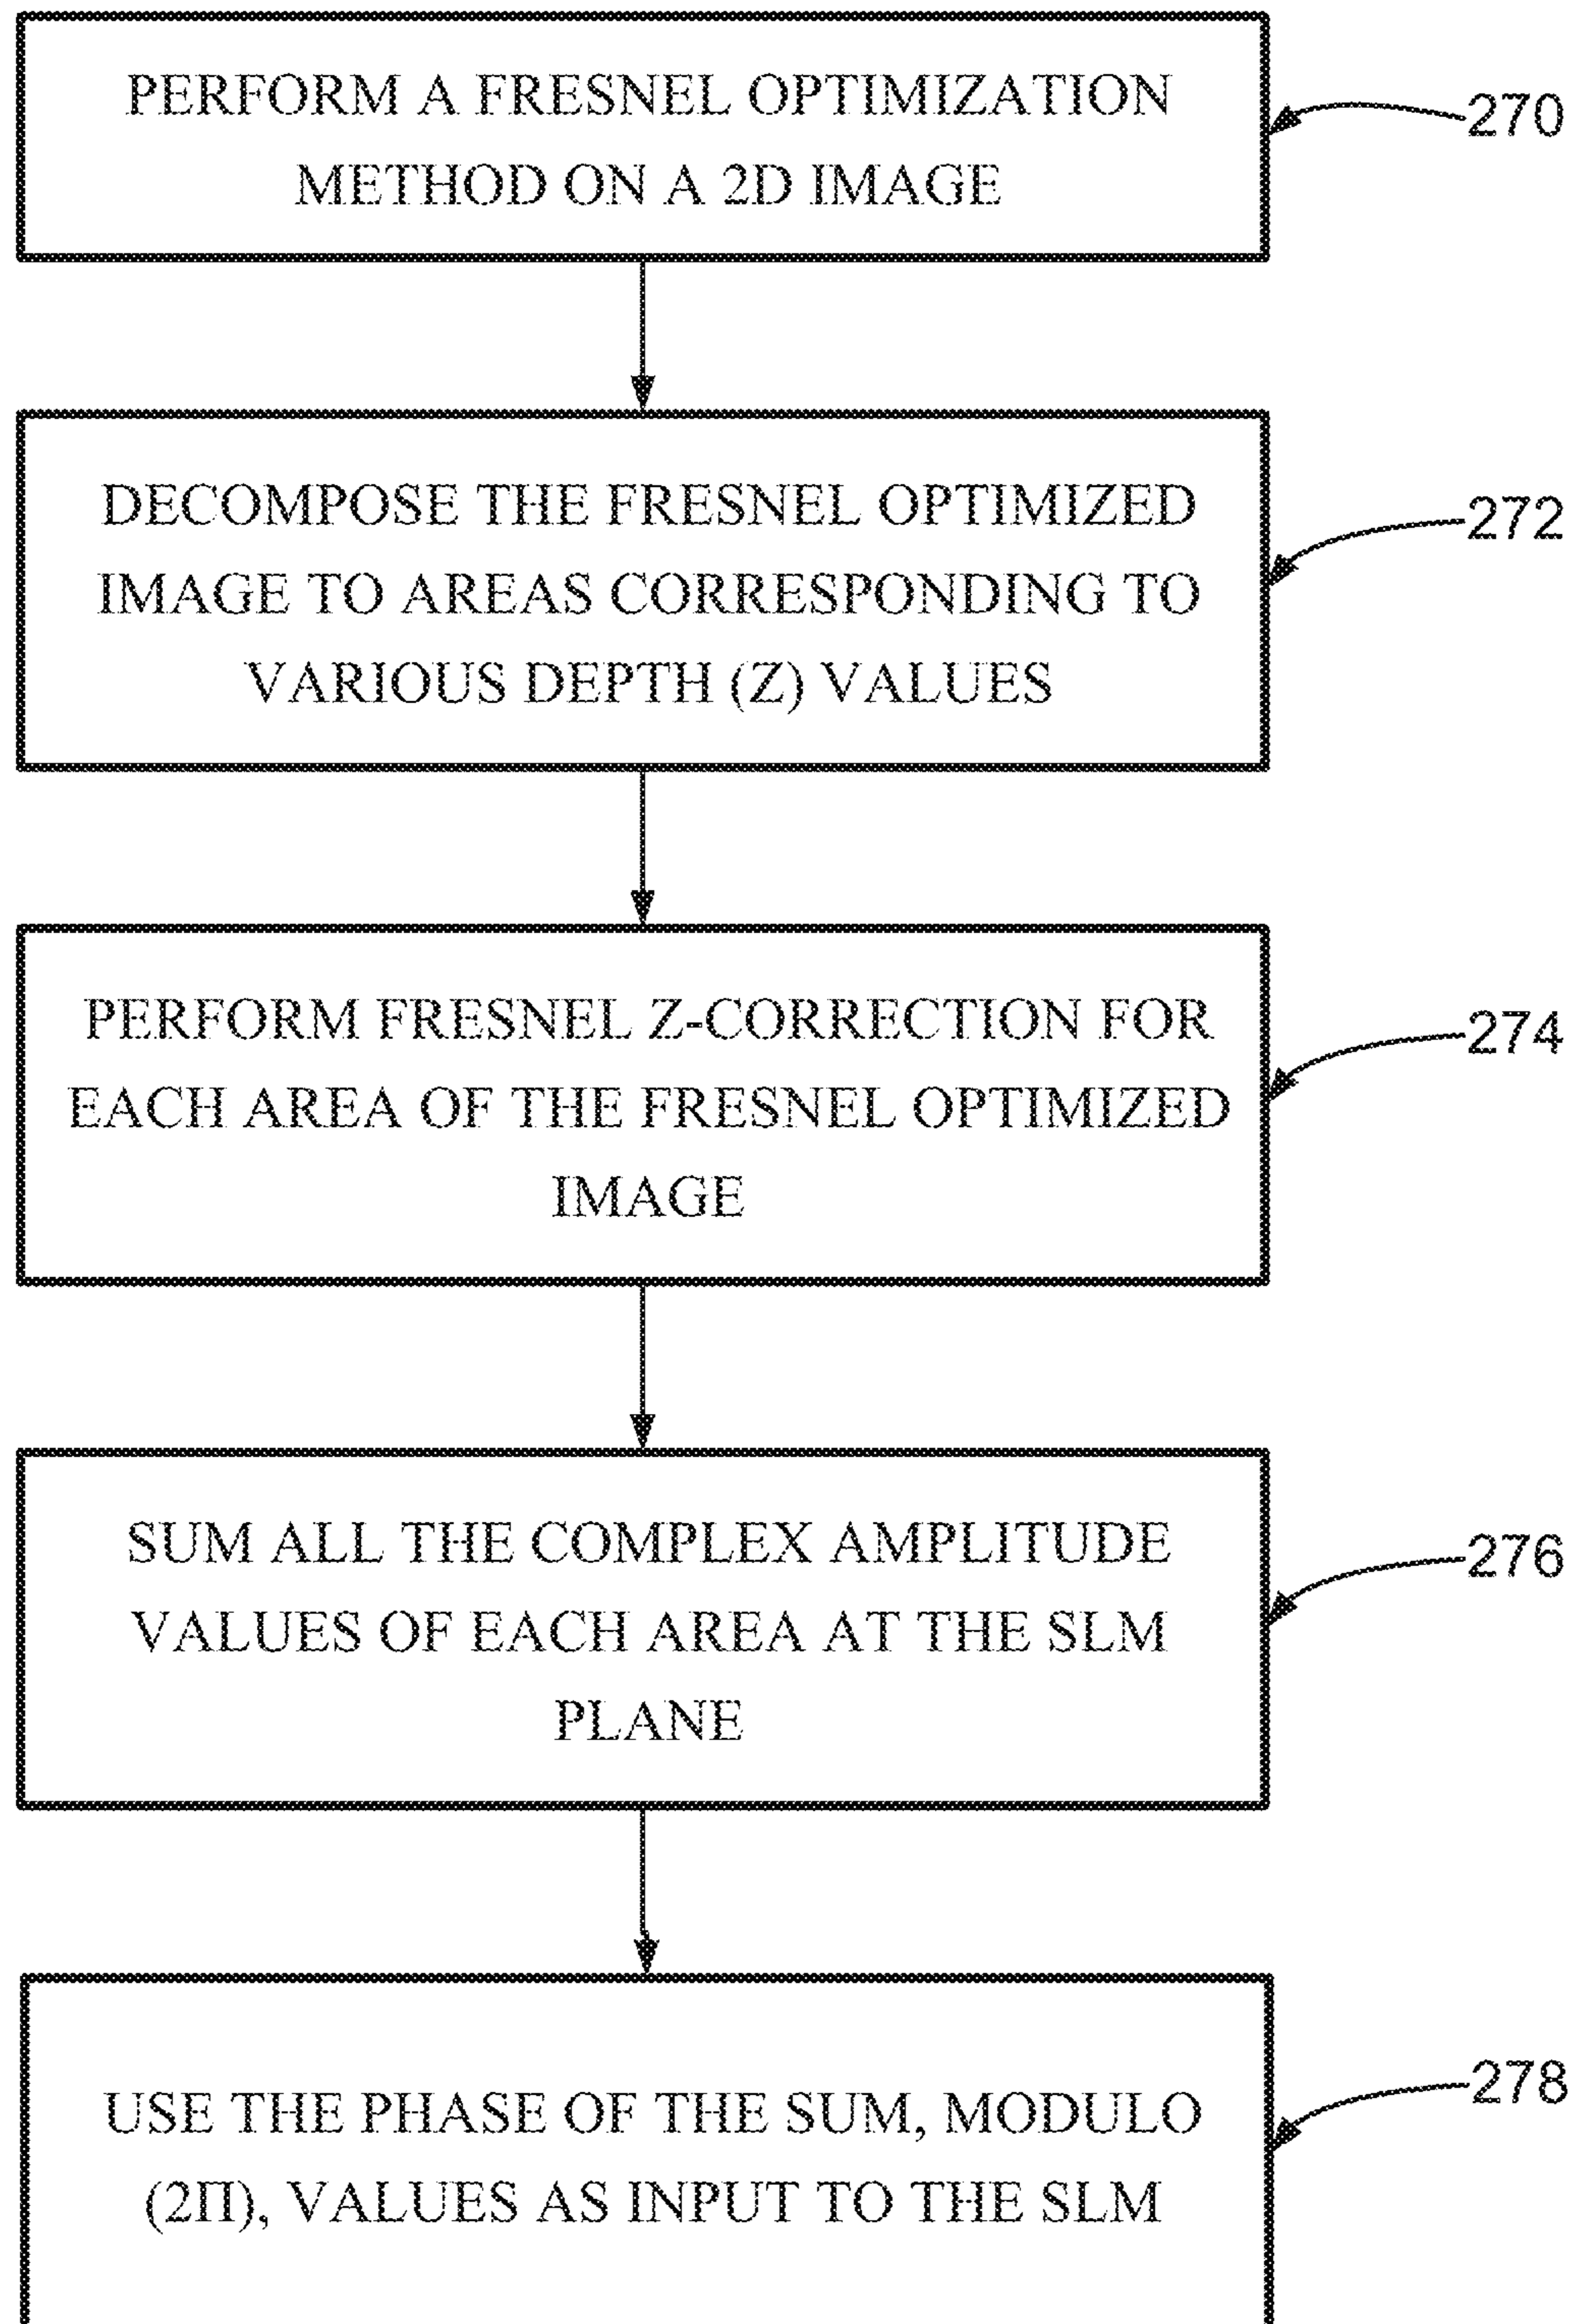 PERFORM A FRESNEL OPTIMIZATION
METHOD ON A 2D IMAGE
270
DECOMPOSE THE FRESNEL OPTIMIZED
IMAGE TO AREAS CORRESPONDING TO
VARIOUS DEPTH (Z) VALUES
272
PERFORM FRESNEL Z-CORRECTION FOR
EACH AREA OF THE FRESNEL OPTIMIZED
IMAGE
274
SUM ALL THE COMPLEX AMPLITUDE
VALUES OF EACH AREA AT THE SLM
PLANE
276
USE THE PHASE OF THE SUM, MODULO
(2Π), VALUES AS INPUT TO THE SLM
278